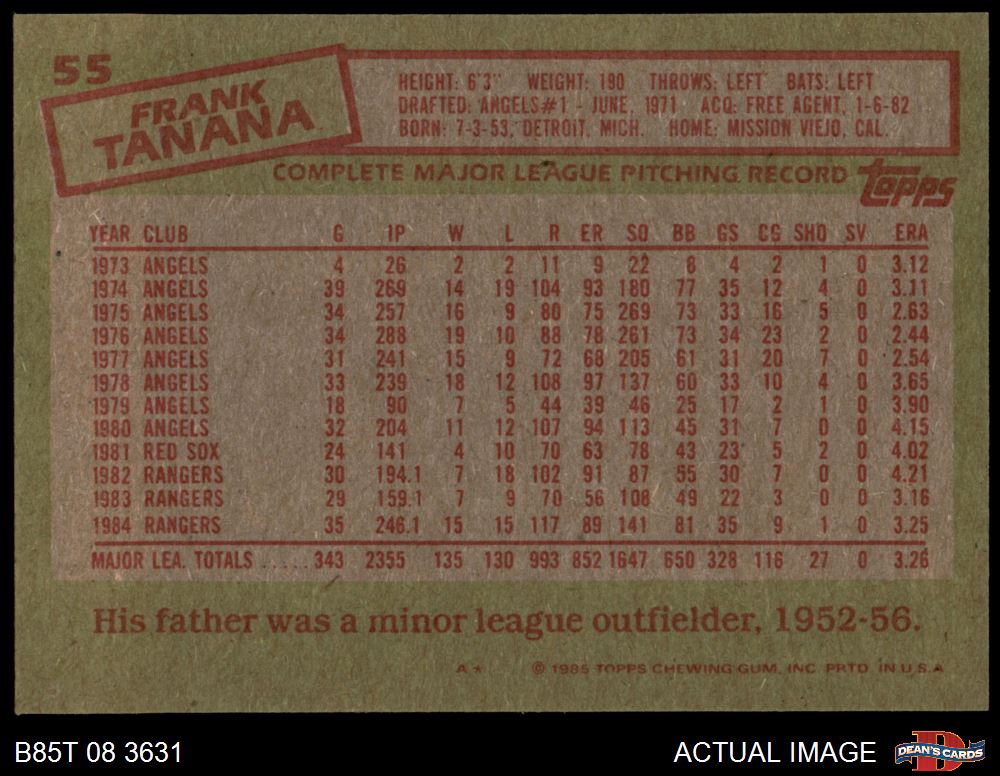 55
FRANK
TANANA
HEIGHT: 6'3" WEIGHT: 190 THROWS: LEFT BATS: LEFT
DRAFTED: ANGELS #1 - JUNE, 1971 ACQ: FREE AGENT, 1-6-82
BORN: 7-3-53, DETROIT, MICH. HOME: MISSION VIEJO, CAL.
COMPLETE MAJOR LEAGUE PITCHING RECORD
topps
YEAR CLUB G IP W L R ER SO BB GS CG SHO SV ERA
1973 ANGELS 4 26 2 2 11 9 22 8 4 2 1 0 3.12
1974 ANGELS 39 269 14 19 104 93 180 77 35 12 4 0 3.11
1975 ANGELS 34 257 16 9 80 75 269 73 33 16 5 0 2.63
1976 ANGELS 34 288 19 10 88 78 261 73 34 23 2 0 2.44
1977 ANGELS 31 241 15 9 72 68 205 61 31 20 7 0 2.54
1978 ANGELS 33 239 18 12 108 97 137 60 33 10 4 0 3.65
1979 ANGELS 18 90 7 5 44 39 46 25 17 2 1 0 3.90
1980 ANGELS 32 204 11 12 107 94 113 45 31 7 0 0 4.15
1981 RED SOX 24 141 4 10 70 63 78 43 23 5 2 0 4.02
1982 RANGERS 30 194.1 7 18 102 91 87 55 30 7 0 0 4.21
1983 RANGERS 29 159.1 7 9 70 56 108 49 22 3 0 0 3.16
1984 RANGERS 35 246.1 15 15 117 89 141 81 35 9 1 0 3.25
MAJOR LEA. TOTALS ..... 343 2355 135 130 993 852 1647 650 328 116 27 0 3.26
His father was a minor league outfielder, 1952-56.
A* © 1985 TOPPS CHEWING GUM, INC. PRTD. IN U.S.A
B85T 08 3631 ACTUAL IMAGE DEAN'S CARDS